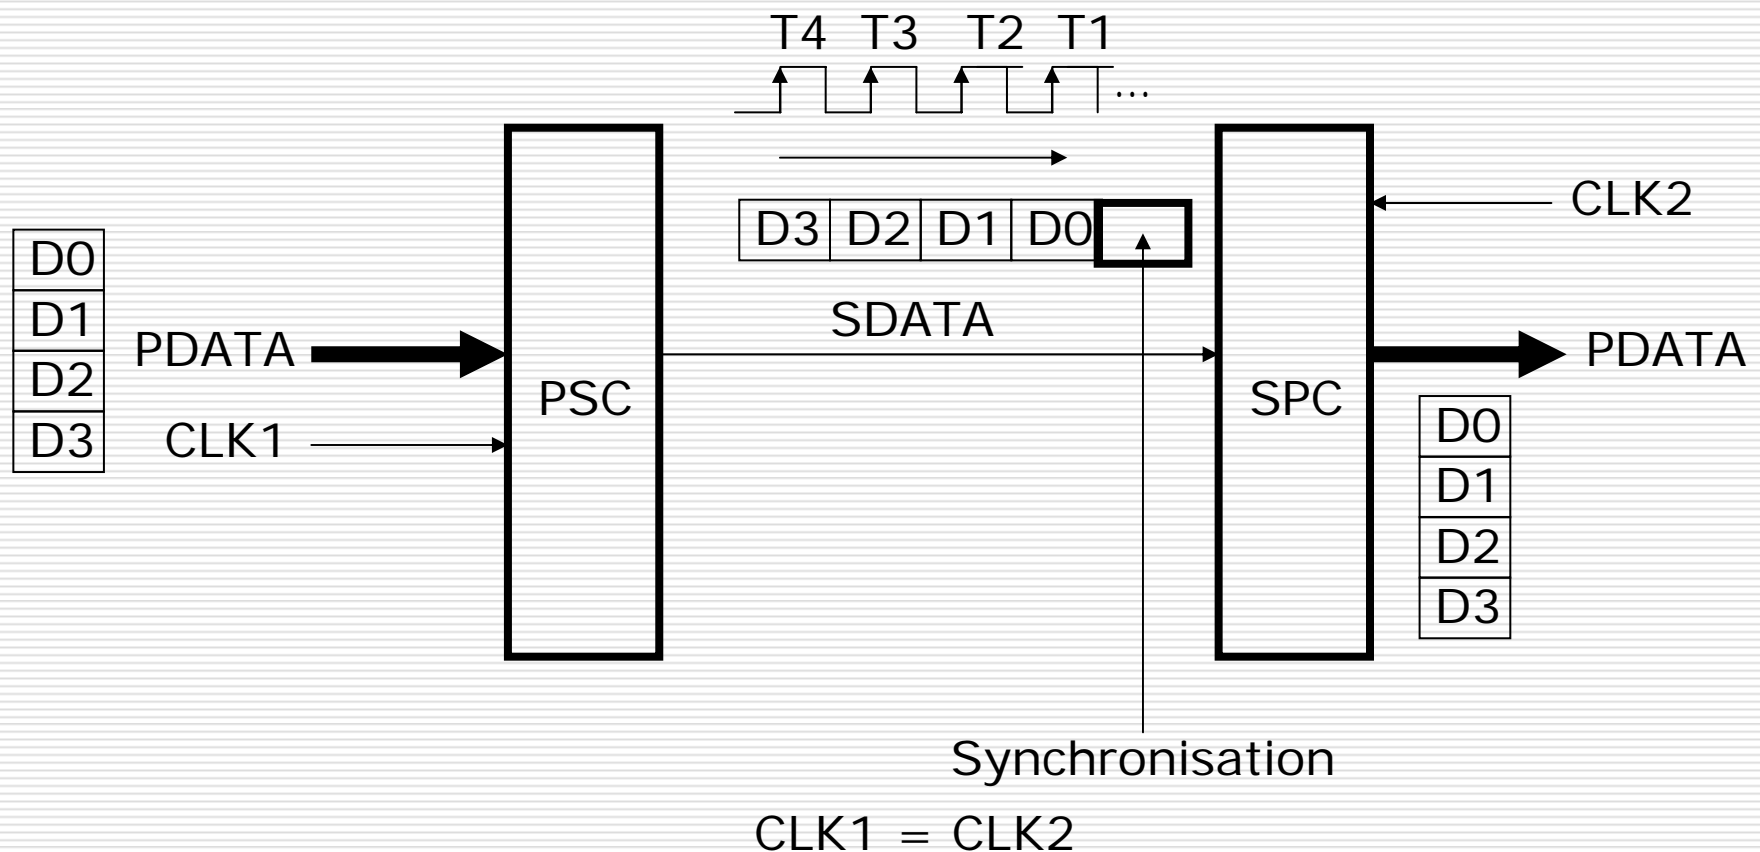 T4 T3 T2 T1
...
CLK2
D3 D2 D1 D0
D0
D1
D2
D3
PDATA
CLK1
PSC
SDATA
SPC
PDATA
D0
D1
D2
D3
Synchronisation
CLK1 = CLK2